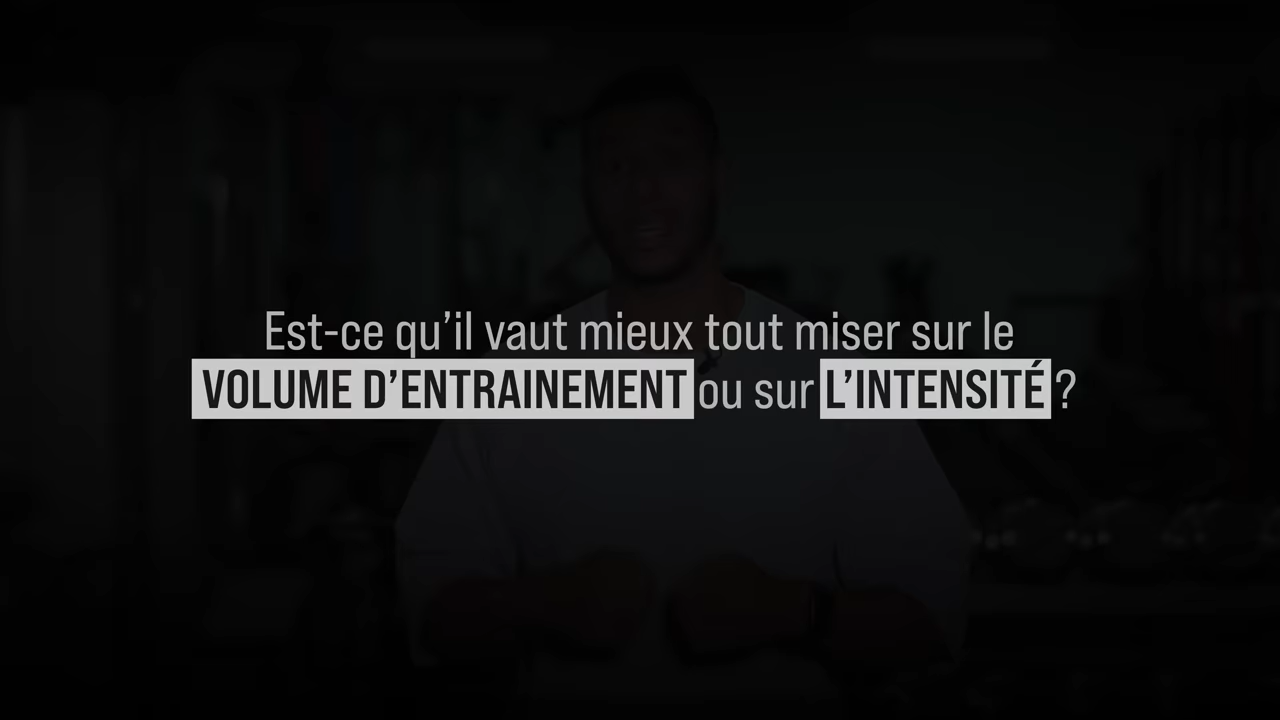 Est-ce qu’il vaut mieux tout miser sur le
VOLUME D’ENTRAINEMENT ou sur L’INTENSITÉ ?